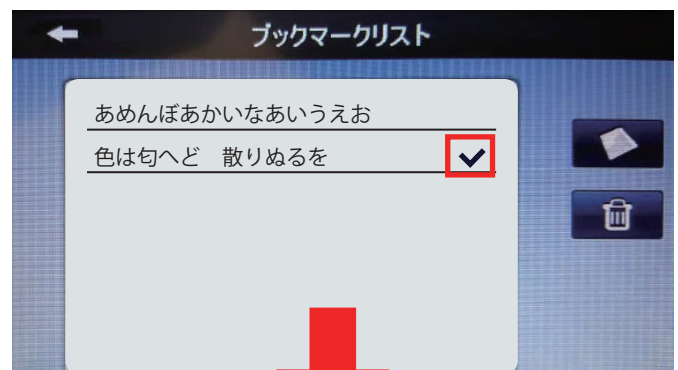 ブックマークリスト
あめんぼあかいなあいうえお
色は匂へど 散りぬるを